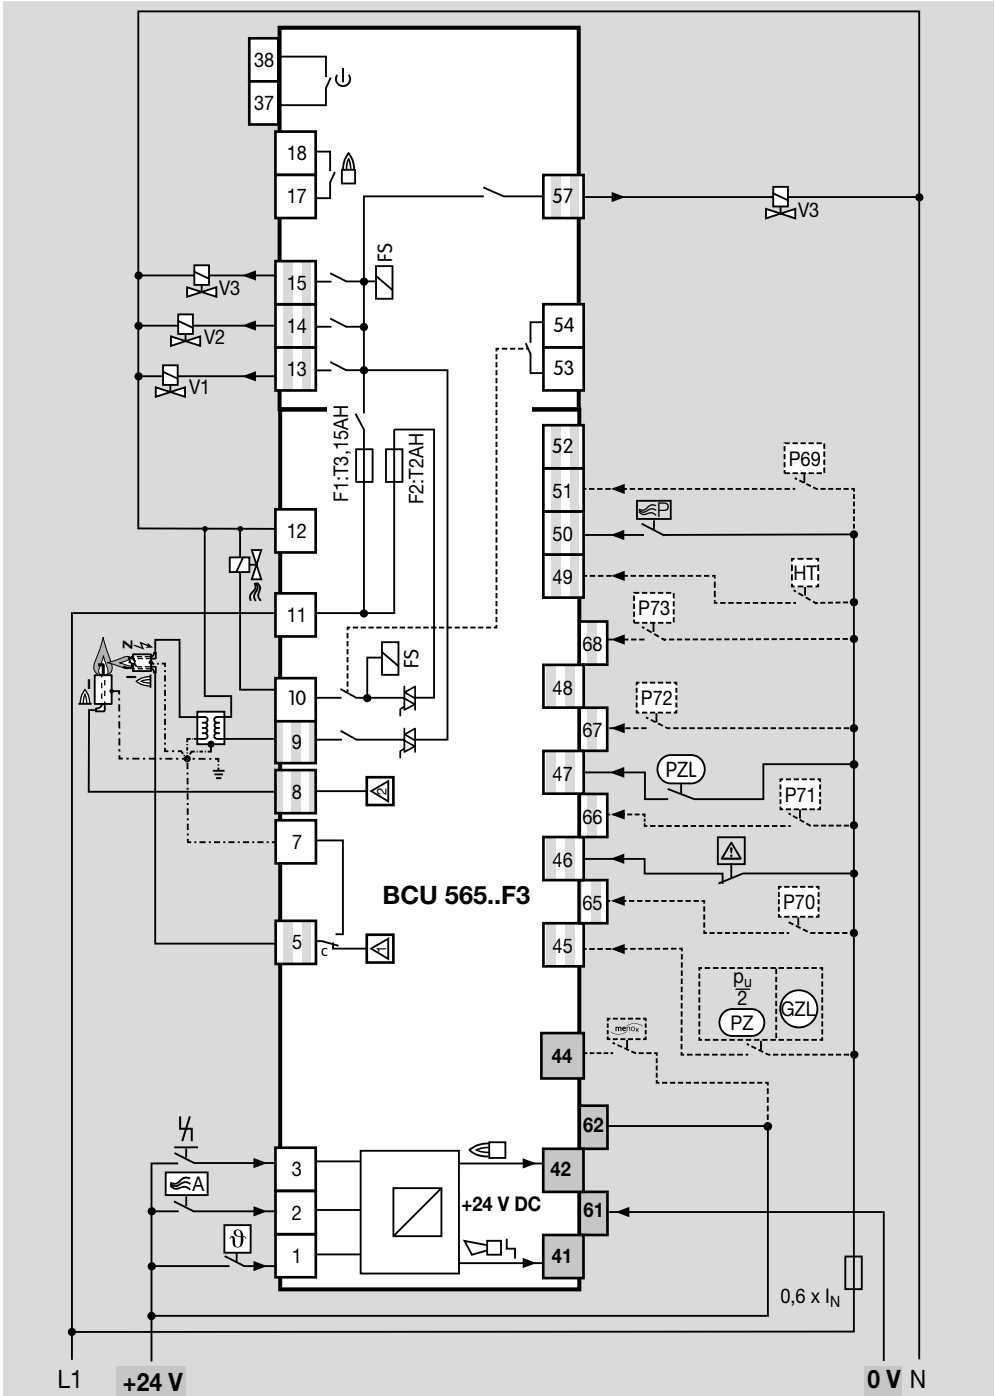 38
37
18
17
57
V3
FS
15
V3
14
V2
13
V1
54
53
F1:T3,15AH
F2:T2AH
52
P69
51
P
50
12
49
HT
11
P73
68
FS
Z
I
I
10
48
P72
9
67
PZL
47
8
2
P71
66
7
46
BCU 565..F3
65
P70
5
c
1
45
pu
2
PZ
GZL
menox
44
62
3
42
A
2
+24 V DC
61
ϑ
1
41
0,6 x IN
L1
+24 V
0 V
N